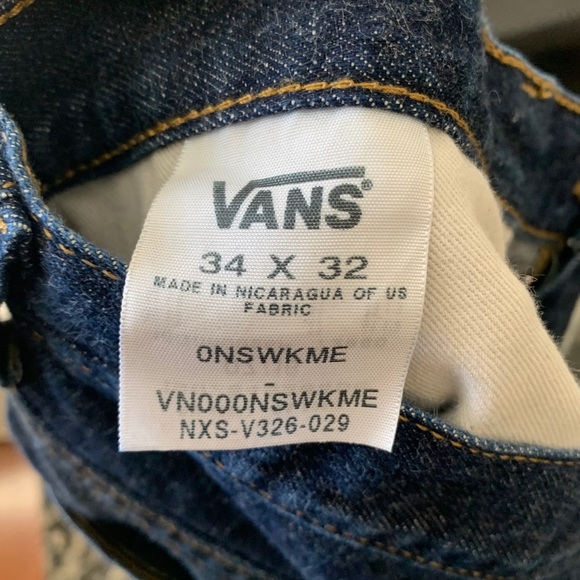 VANS®
34 X 32
MADE IN NICARAGUA OF US
FABRIC
0NSWKME
-
VN000NSWKME
NXS-V326-029